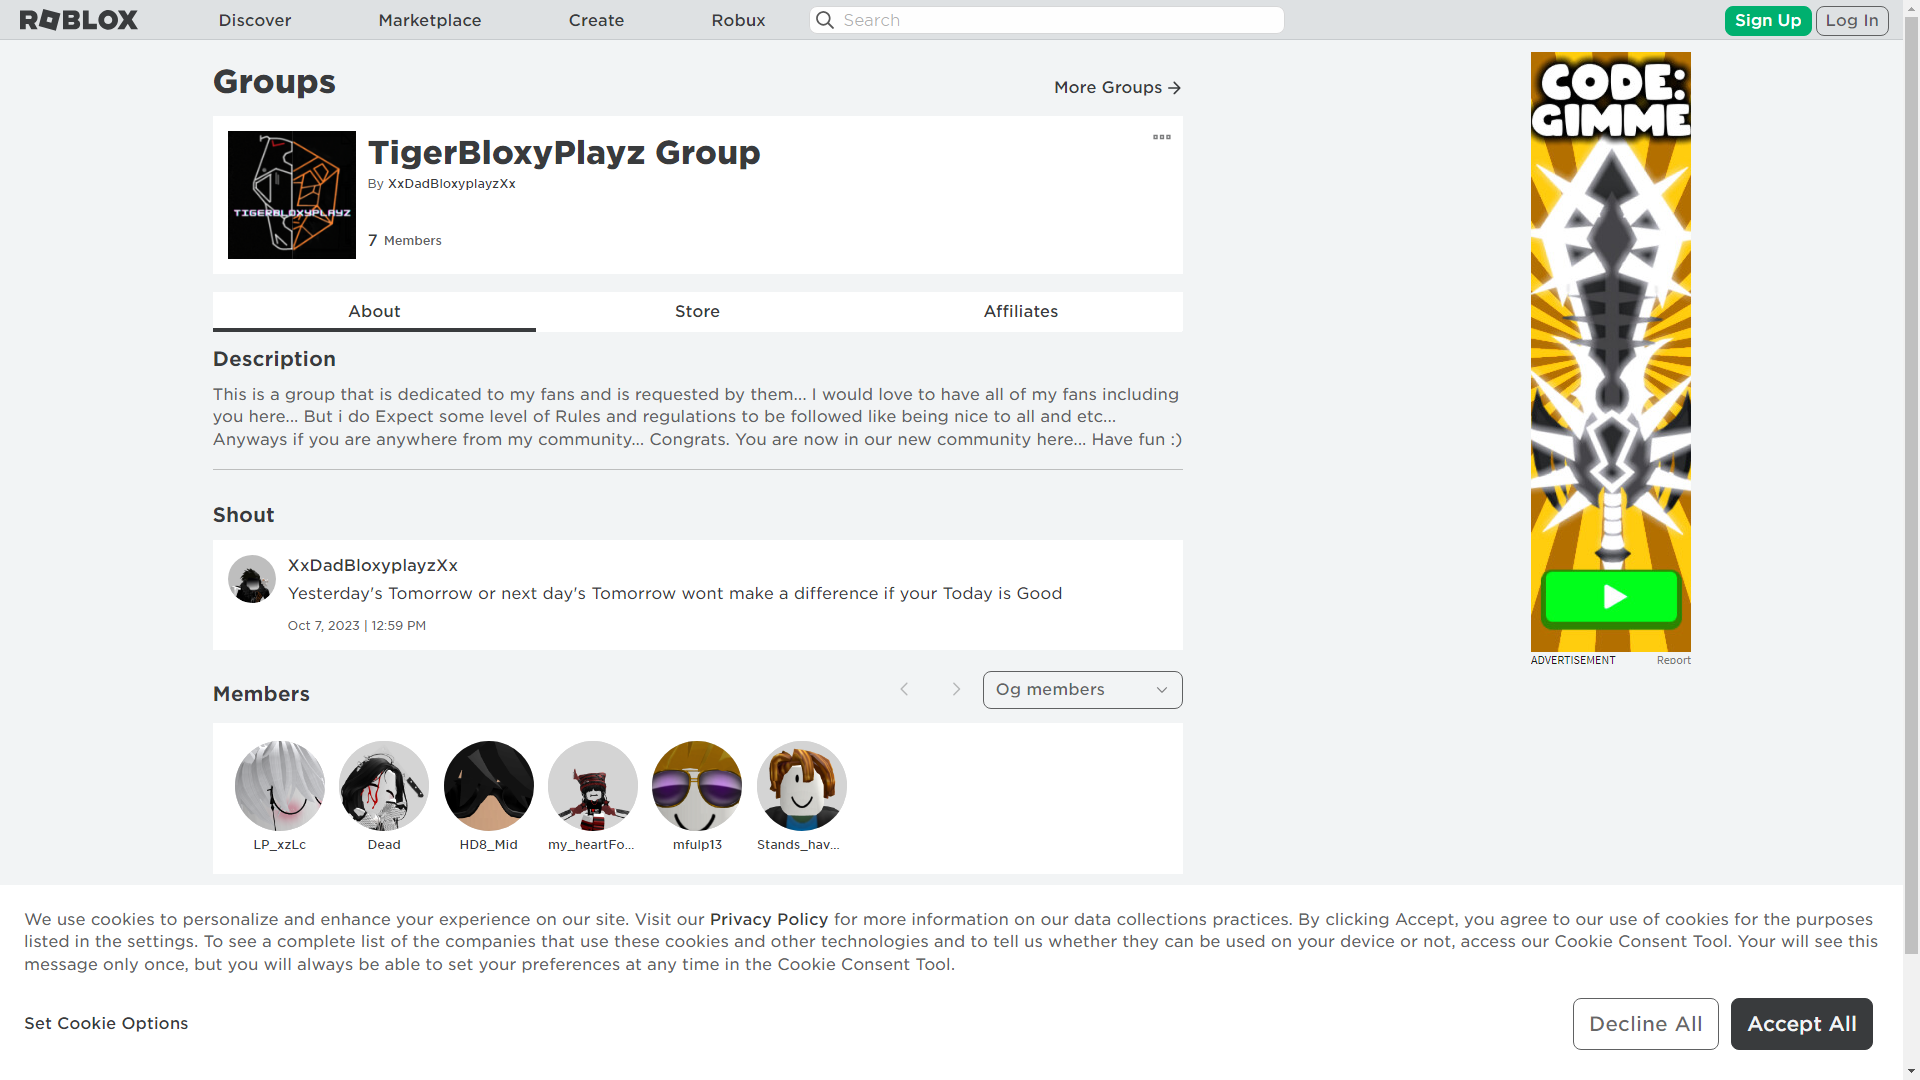 ROBLOX
Discover
Marketplace
Create
Robux
Search
Sign Up
Log In
Groups
More Groups
TIGERBLOXYPLAYZ
TigerBloxyPlayz Group
By XxDadBloxyplayzXx
7 Members
About
Store
Affiliates
Description
This is a group that is dedicated to my fans and is requested by them... I would love to have all of my fans including
you here... But i do Expect some level of Rules and regulations to be followed like being nice to all and etc...
Anyways if you are anywhere from my community... Congrats. You are now in our new community here... Have fun :)
Shout
XxDadBloxyplayzXx
Yesterday's Tomorrow or next day's Tomorrow wont make a difference if your Today is Good
Oct 7, 2023 | 12:59 PM
Members
Og members
LP_xzLc
Dead
HD8_Mid
my_heartFo...
mfulp13
Stands_hav...
CODE:
GIMME
ADVERTISEMENT
Report
We use cookies to personalize and enhance your experience on our site. Visit our Privacy Policy for more information on our data collections practices. By clicking Accept, you agree to our use of cookies for the purposes
listed in the settings. To see a complete list of the companies that use these cookies and other technologies and to tell us whether they can be used on your device or not, access our Cookie Consent Tool. Your will see this
message only once, but you will always be able to set your preferences at any time in the Cookie Consent Tool.
Set Cookie Options
Decline All
Accept All